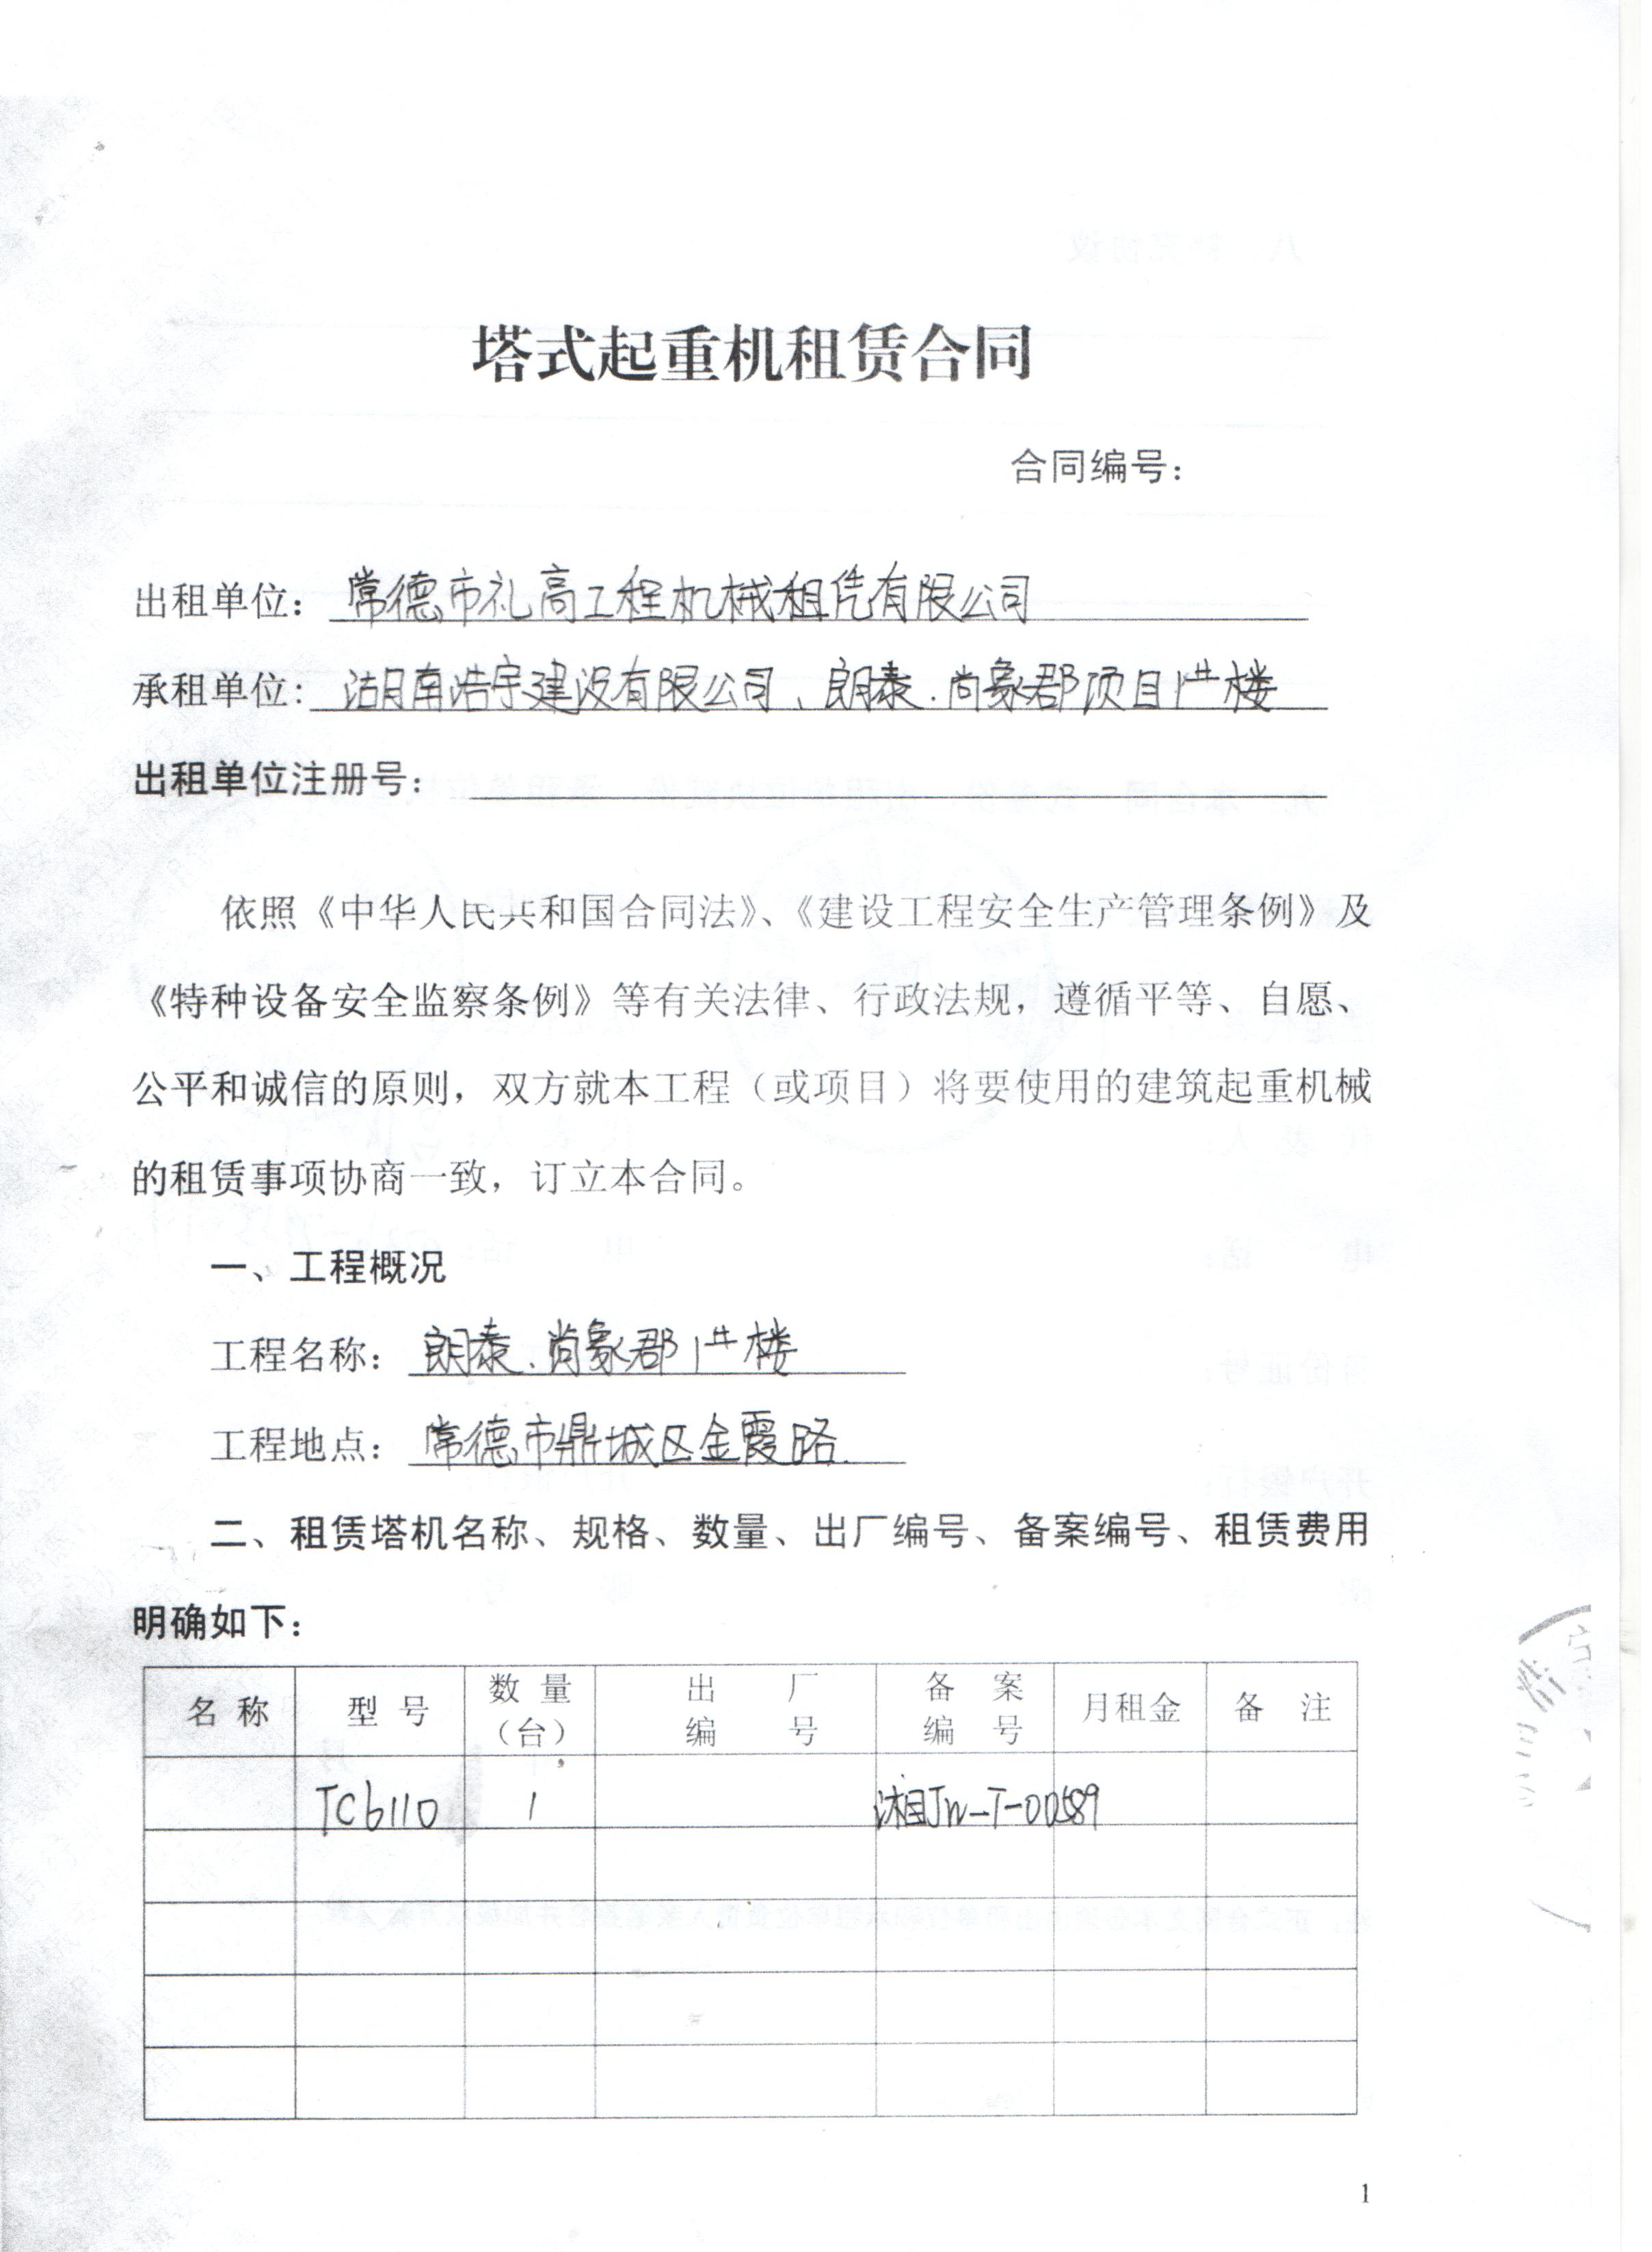 塔式起重机租赁合同
合同编号：
出租单位：常德市礼高工程机械租凭有限公司
承租单位：湖南浩宇建设有限公司、朗泰.尚象郡项目1#楼
出租单位注册号：
依照《中华人民共和国合同法》、《建设工程安全生产管理条例》及
《特种设备安全监察条例》等有关法律、行政法规，遵循平等、自愿、
公平和诚信的原则，双方就本工程（或项目）将要使用的建筑起重机械
的租赁事项协商一致，订立本合同。
一、工程概况
工程名称：朗泰.尚象郡1#楼
工程地点：常德市鼎城区金霞路.
二、租赁塔机名称、规格、数量、出厂编号、备案编号、租赁费用
明确如下：
名 称 型 号 数 量（台） 出 厂 编 号 备 案 编 号 月租金 备 注
TC6110 1 湘JW-T-00589
1